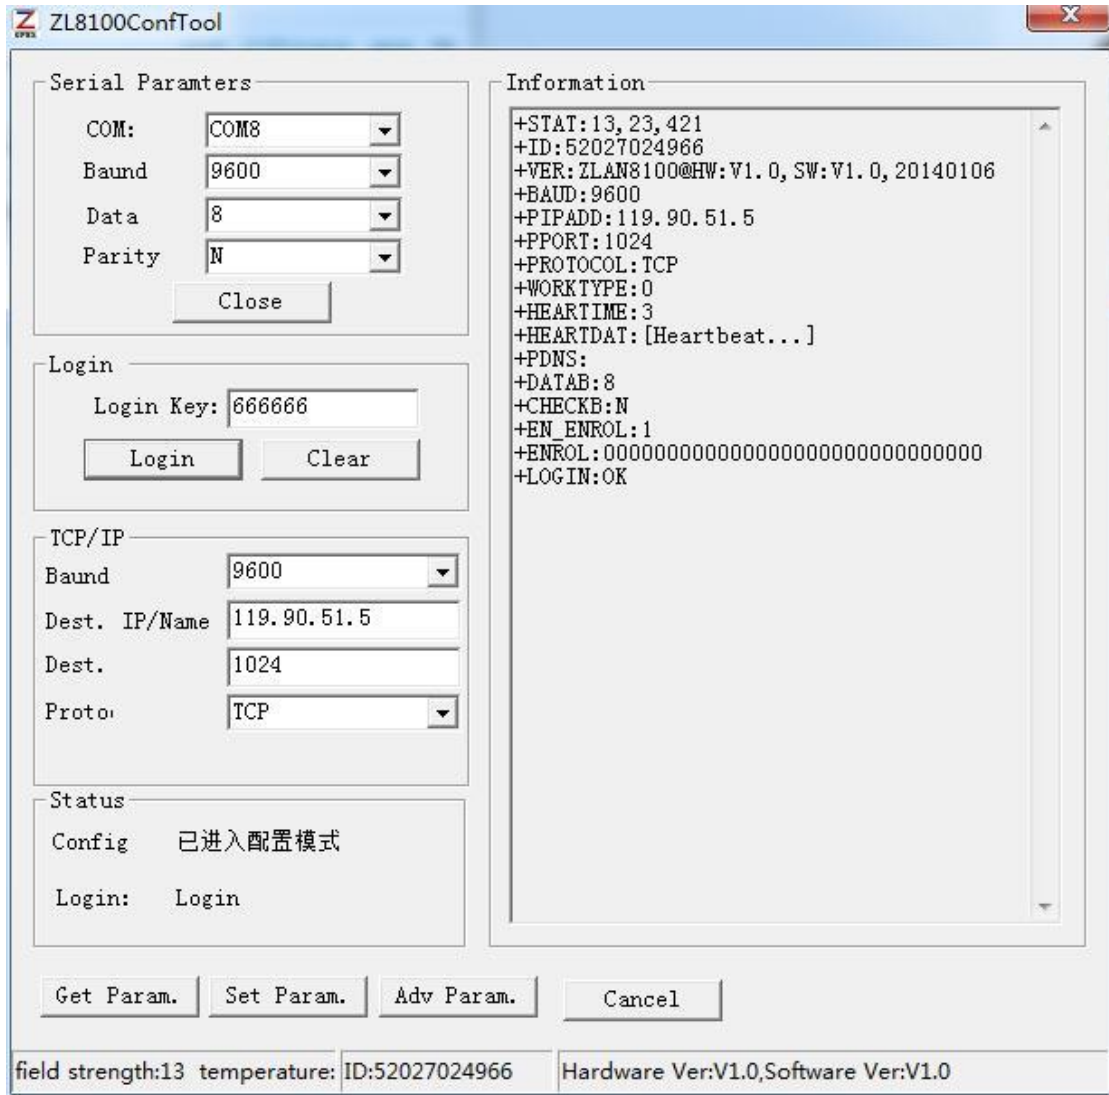 ZL8100ConfTool
Serial Paramters
COM: COM8
Baund 9600
Data 8
Parity N
Close
Login
Login Key: 666666
Login Clear
TCP/IP
Baund 9600
Dest. IP/Name 119.90.51.5
Dest. 1024
Proto TCP
Status
Config 已进入配置模式
Login: Login
Information
+STAT:13,23,421
+ID:52027024966
+VER:ZLAN8100@HW:V1.0,SW:V1.0,20140106
+BAUD:9600
+PIPADD:119.90.51.5
+PPORT:1024
+PROTOCOL:TCP
+WORKTYPE:0
+HEARTIME:3
+HEARTDAT:[Heartbeat...]
+PDNS:
+DATAB:8
+CHECKB:N
+EN_ENROL:1
+ENROL:000000000000000000000000000000
+LOGIN:OK
Get Param. Set Param. Adv Param. Cancel
field strength:13 temperature: ID:52027024966 Hardware Ver:V1.0,Software Ver:V1.0